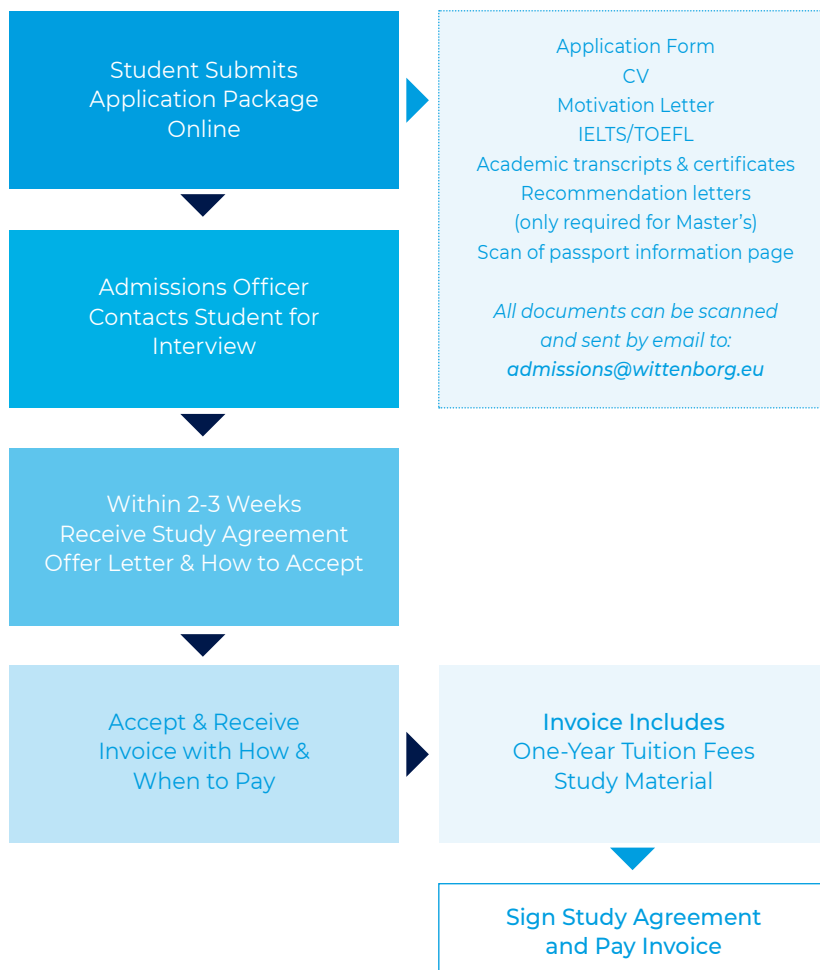 Student Submits
Application Package
Online
Application Form
CV
Motivation Letter
IELTS/TOEFL
Academic transcripts & certificates
Recommendation letters
(only required for Master's)
Scan of passport information page
All documents can be scanned
and sent by email to:
admissions@wittenborg.eu
Admissions Officer
Contacts Student for
Interview
Within 2-3 Weeks
Receive Study Agreement
Offer Letter & How to Accept
Accept & Receive
Invoice with How &
When to Pay
Invoice Includes
One-Year Tuition Fees
Study Material
Sign Study Agreement
and Pay Invoice